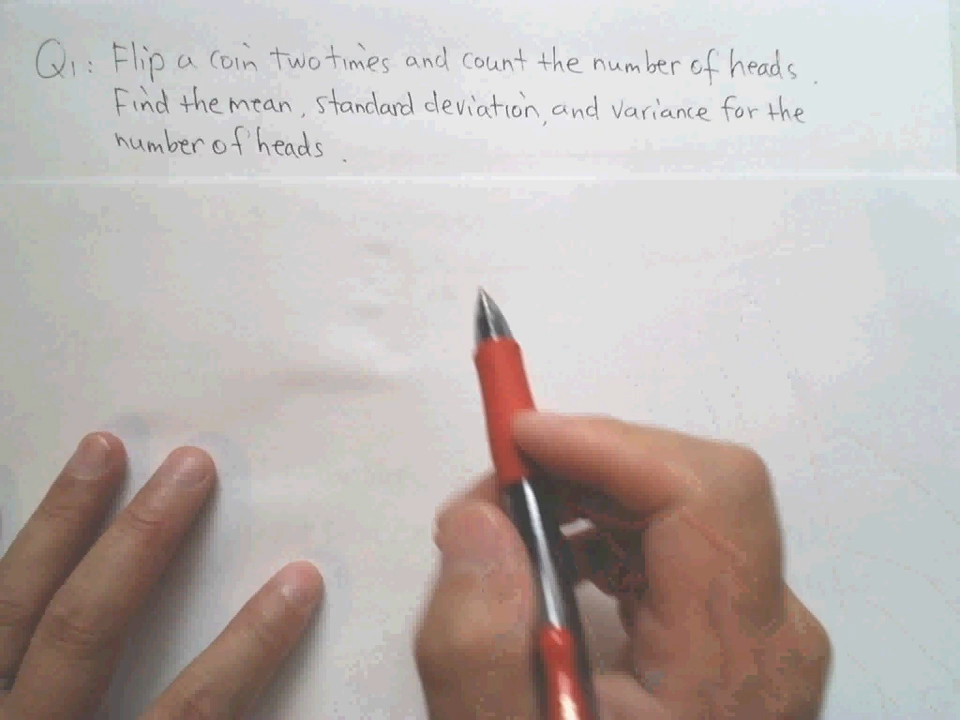 Q1: Flip a coin two times and count the number of heads.
Find the mean, standard deviation, and variance for the
number of heads.